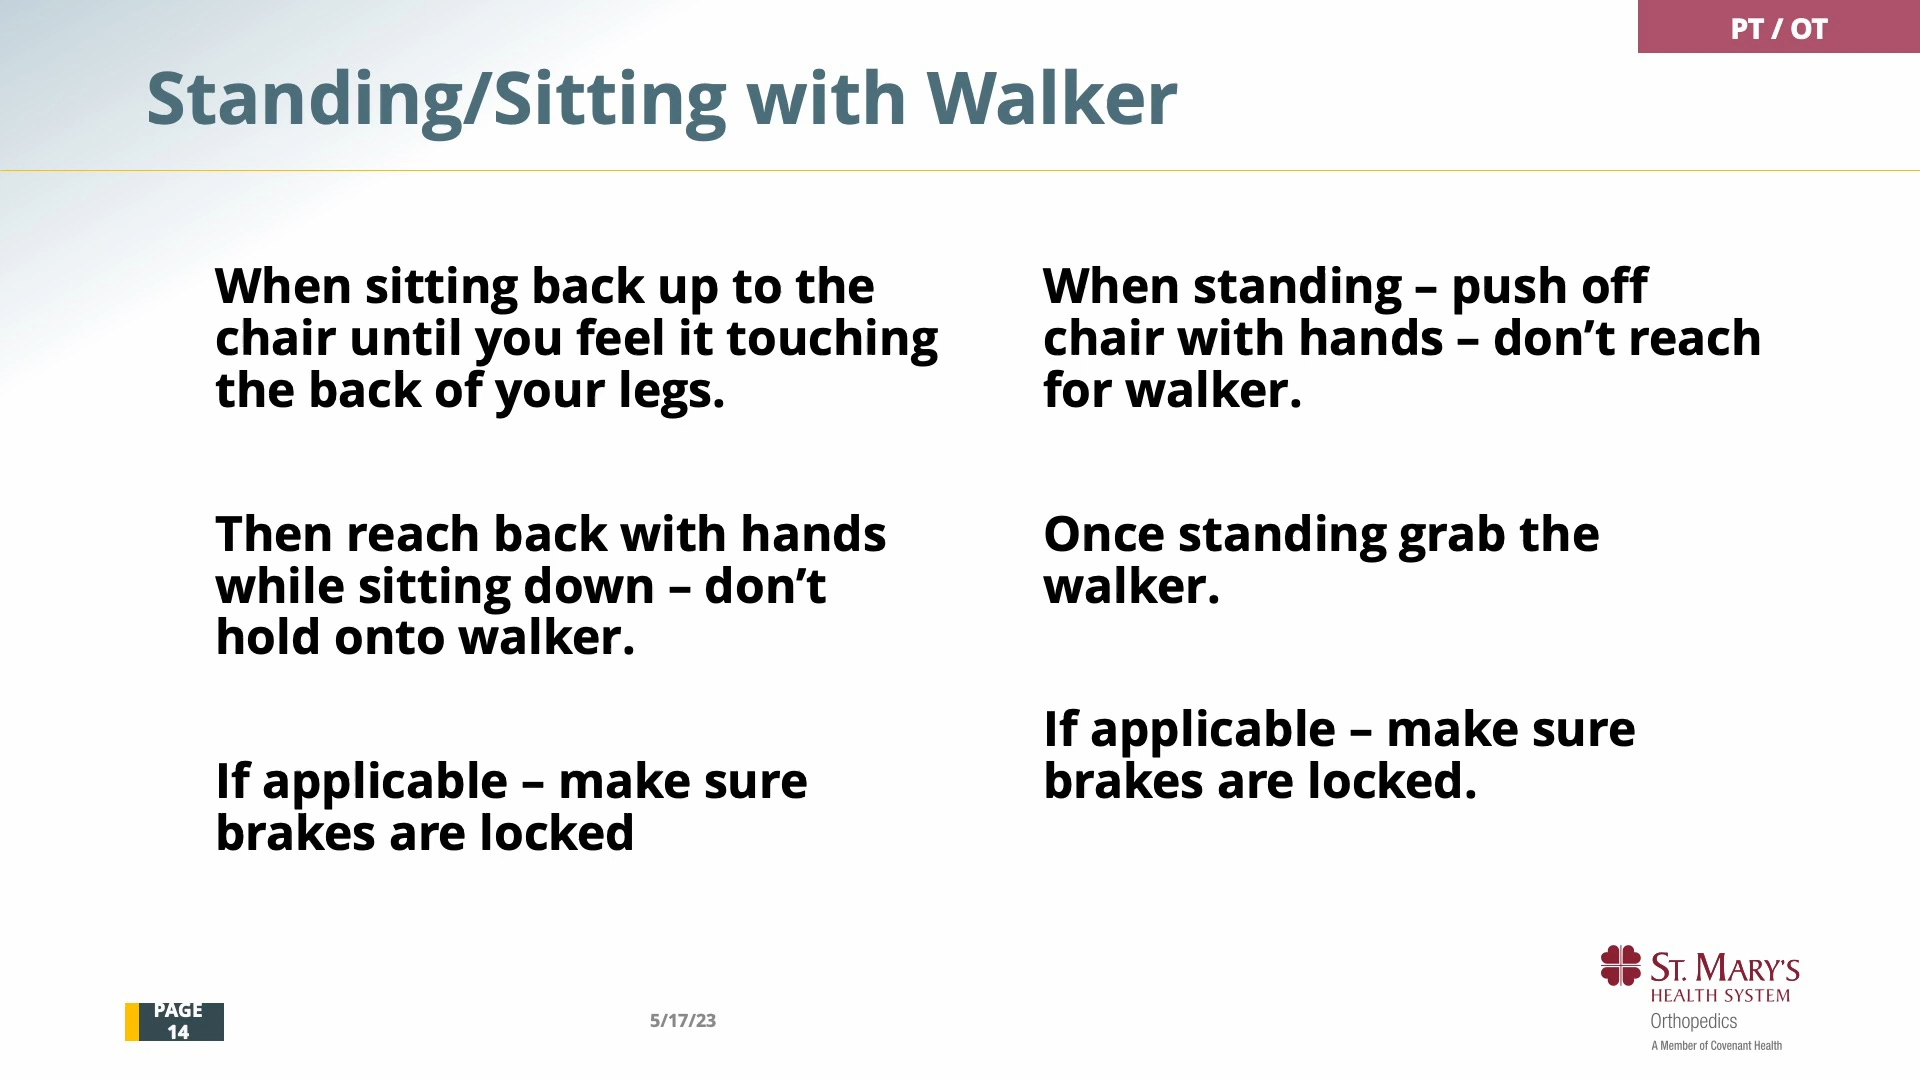 PT / OT
Standing/Sitting with Walker
When sitting back up to the
chair until you feel it touching
the back of your legs.
Then reach back with hands
while sitting down – don’t
hold onto walker.
If applicable – make sure
brakes are locked
When standing – push off
chair with hands – don’t reach
for walker.
Once standing grab the
walker.
If applicable – make sure
brakes are locked.
PAGE
14
5/17/23
ST. MARY'S
HEALTH SYSTEM
Orthopedics
A Member of Covenant Health